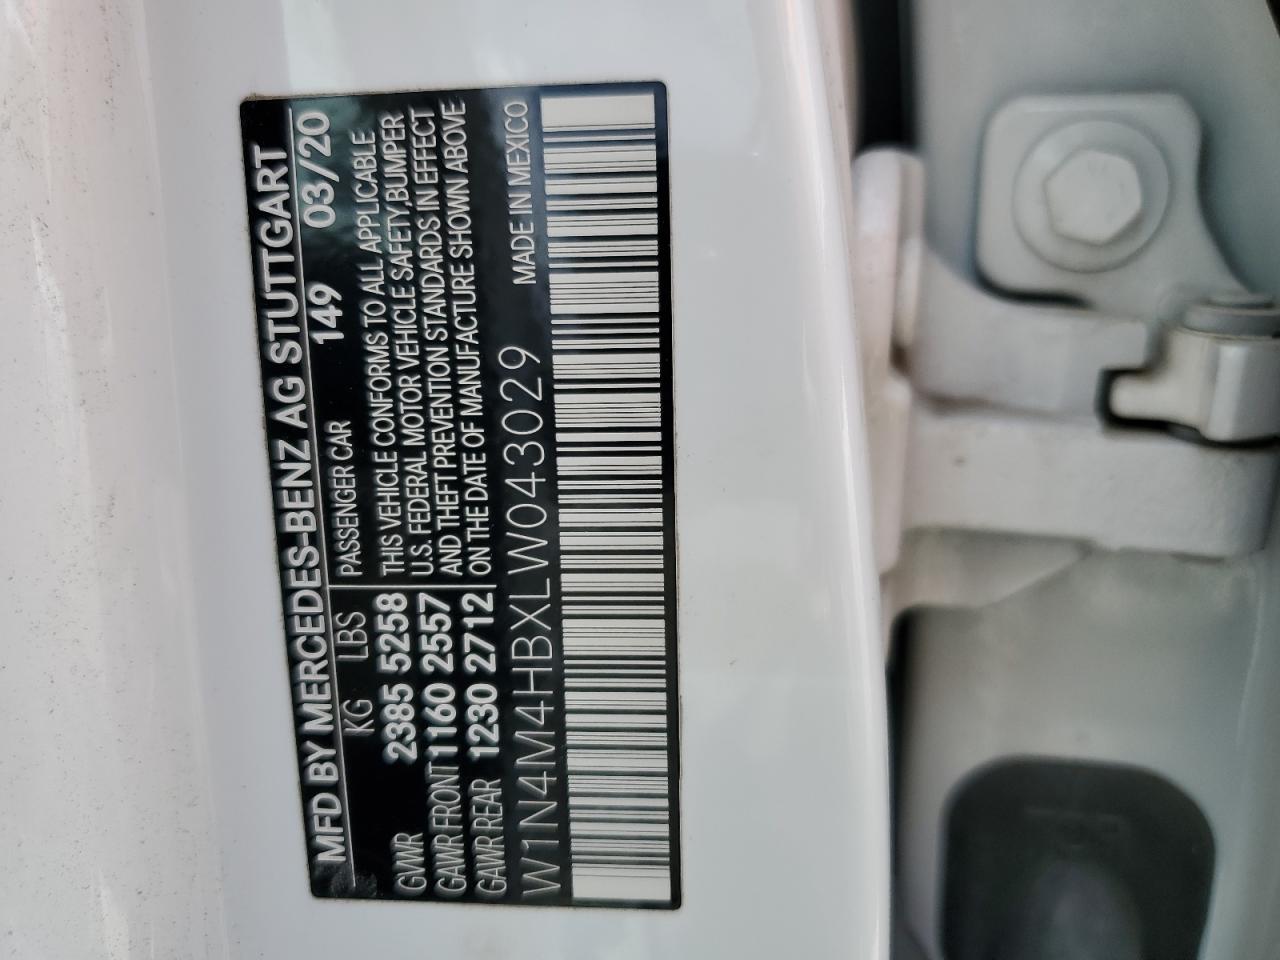 MFD BY MERCEDES-BENZ AG STUTTGART
KG LBS PASSENGER CAR 149 03/20
GVWR 2385 5258 THIS VEHICLE CONFORMS TO ALL APPLICABLE
U.S. FEDERAL MOTOR VEHICLE SAFETY,BUMPER
GAWR FRONT 1160 2557 AND THEFT PREVENTION STANDARDS IN EFFECT
GAWR REAR 1230 2712 ON THE DATE OF MANUFACTURE SHOWN ABOVE
W1N4M4HBXLW043029 MADE IN MEXICO